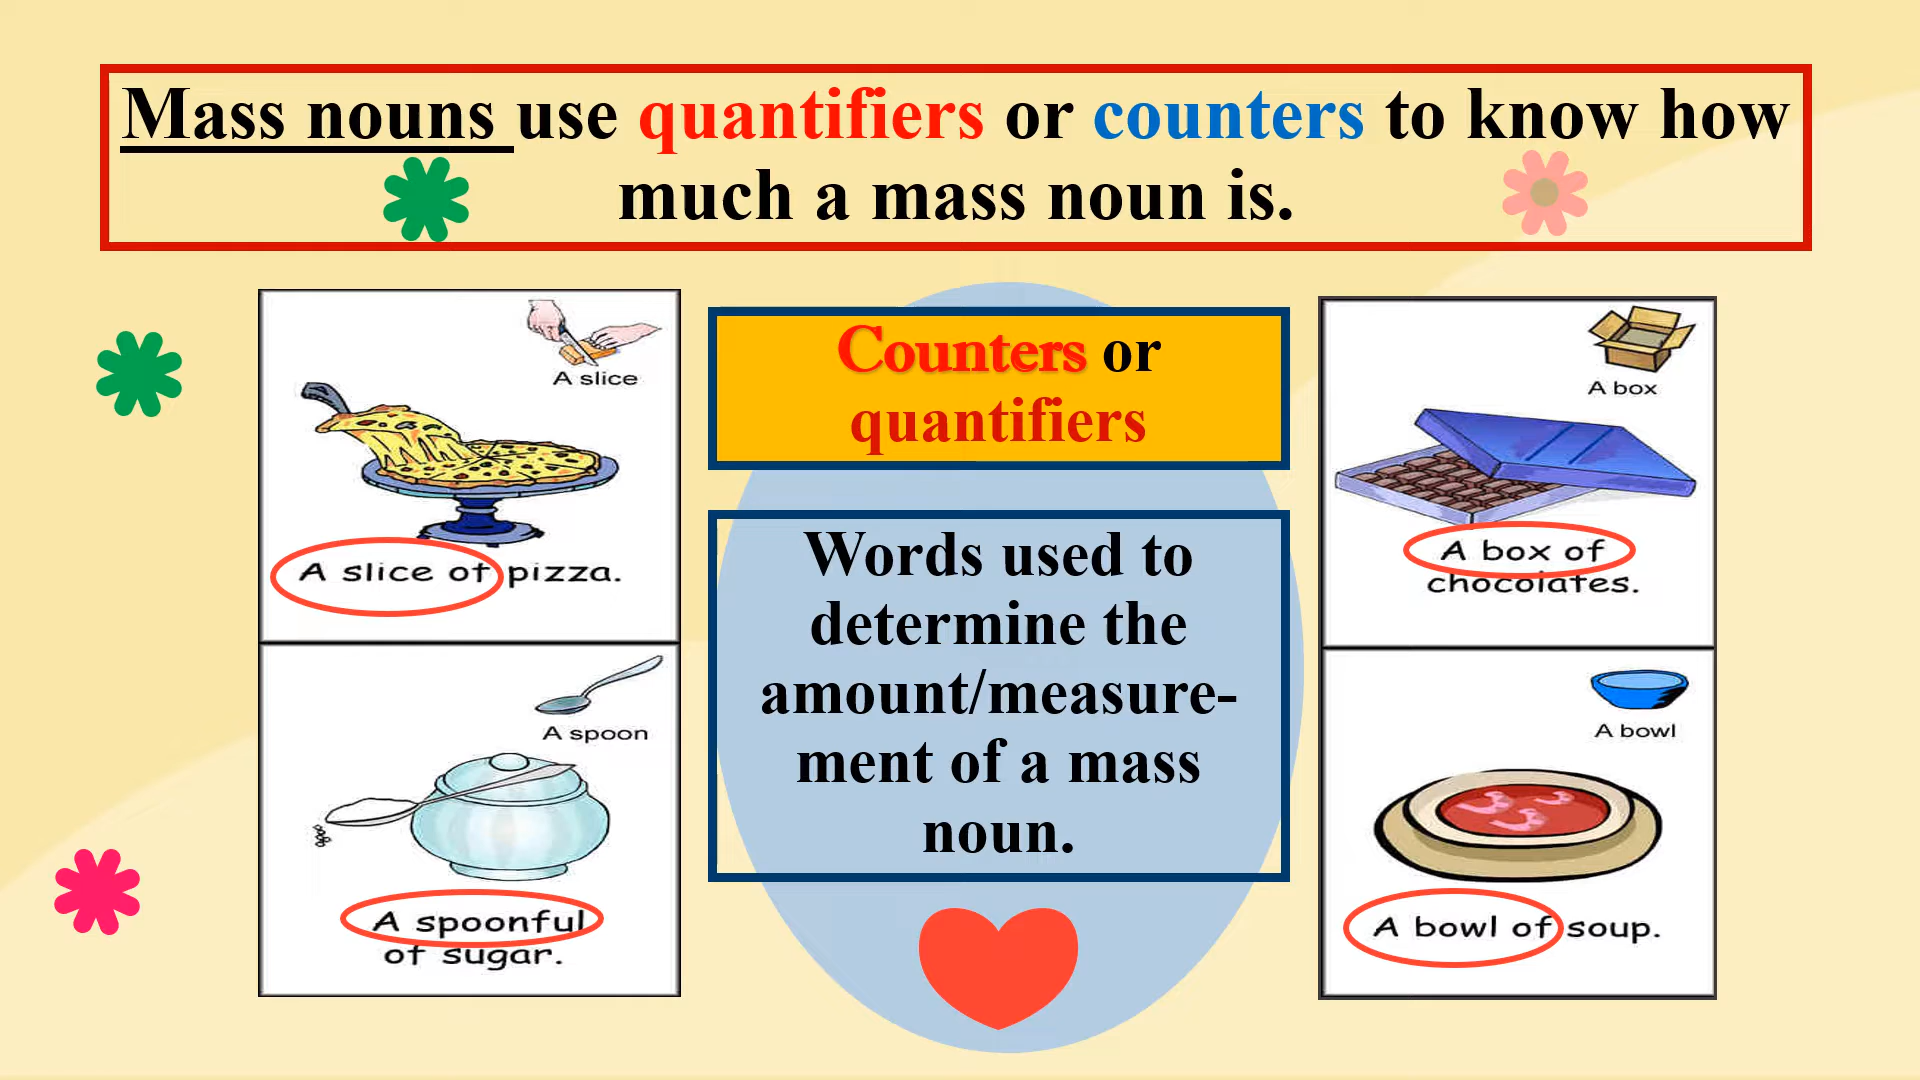 Mass nouns use quantifiers or counters to know how
much a mass noun is.
A slice
A slice of pizza.
A spoon
A spoonful
of sugar.
Counters or
quantifiers
Words used to
determine the
amount/measure-
ment of a mass
noun.
A box
A box of
chocolates.
A bowl
A bowl of soup.